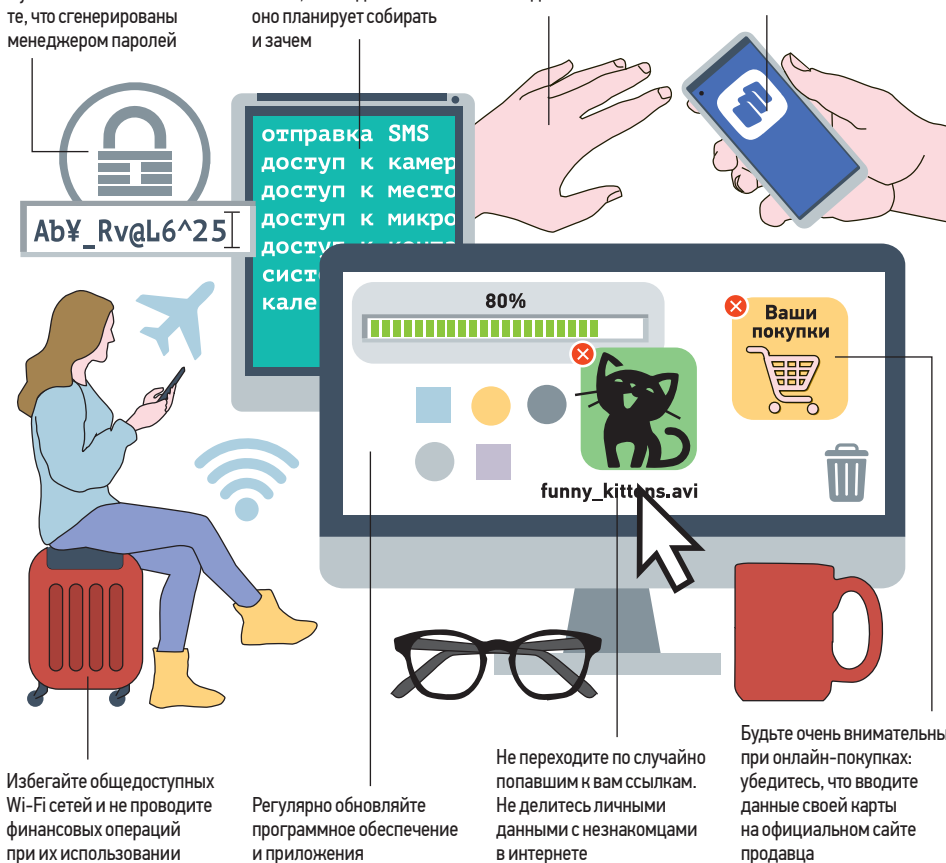 те, что сгенерированы
менеджером паролей
оно планирует собирать
и зачем
отправка SMS
доступ к камер
доступ к место
доступ к микро
доступ к
сист
кале
Ab¥_Rv@L6^25
80%
Ваши
покупки
funny_kittens.avi
Избегайте общедоступных
Wi-Fi сетей и не проводите
финансовых операций
при их использовании
Регулярно обновляйте
программное обеспечение
и приложения
Не переходите по случайно
попавшим к вам ссылкам.
Не делитесь личными
данными с незнакомцами
в интернете
Будьте очень внимательны
при онлайн-покупках:
убедитесь, что вводите
данные своей карты
на официальном сайте
продавца